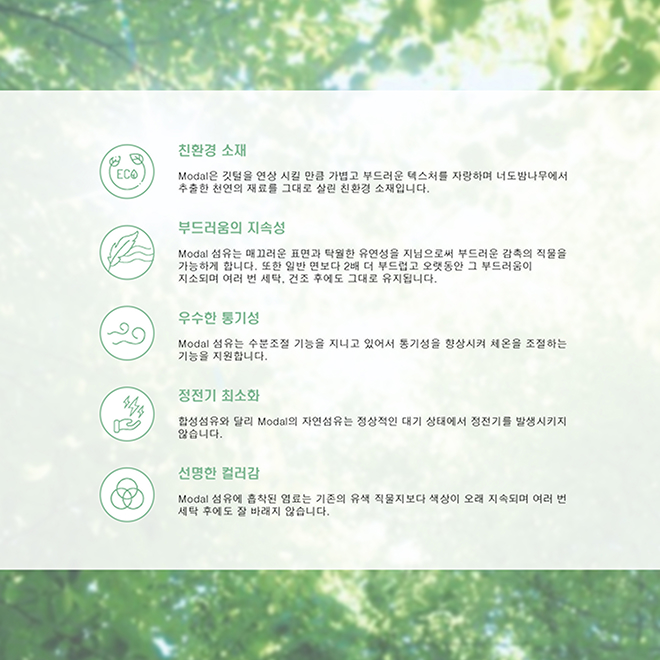 친환경 소재
ECO
Modal은 깃털을 연상 시킬 만큼 가볍고 부드러운 텍스처를 자랑하며 너도밤나무에서
추출한 천연의 재료를 그대로 살린 친환경 소재입니다.
부드러움의 지속성
Modal 섬유는 매끄러운 표면과 탁월한 유연성을 지님으로써 부드러운 감촉의 직물을
가능하게 합니다. 또한 일반 면보다 2배 더 부드럽고 오랫동안 그 부드러움이
지소되며 여러 번 세탁, 건조 후에도 그대로 유지됩니다.
우수한 통기성
Modal 섬유는 수분조절 기능을 지니고 있어서 통기성을 향상시켜 체온을 조절하는
기능을 지원합니다.
정전기 최소화
합성섬유와 달리 Modal의 자연섬유는 정상적인 대기 상태에서 정전기를 발생시키지
않습니다.
선명한 컬러감
Modal 섬유에 흡착된 염료는 기존의 유색 직물지보다 색상이 오래 지속되며 여러 번
세탁 후에도 잘 바래지 않습니다.